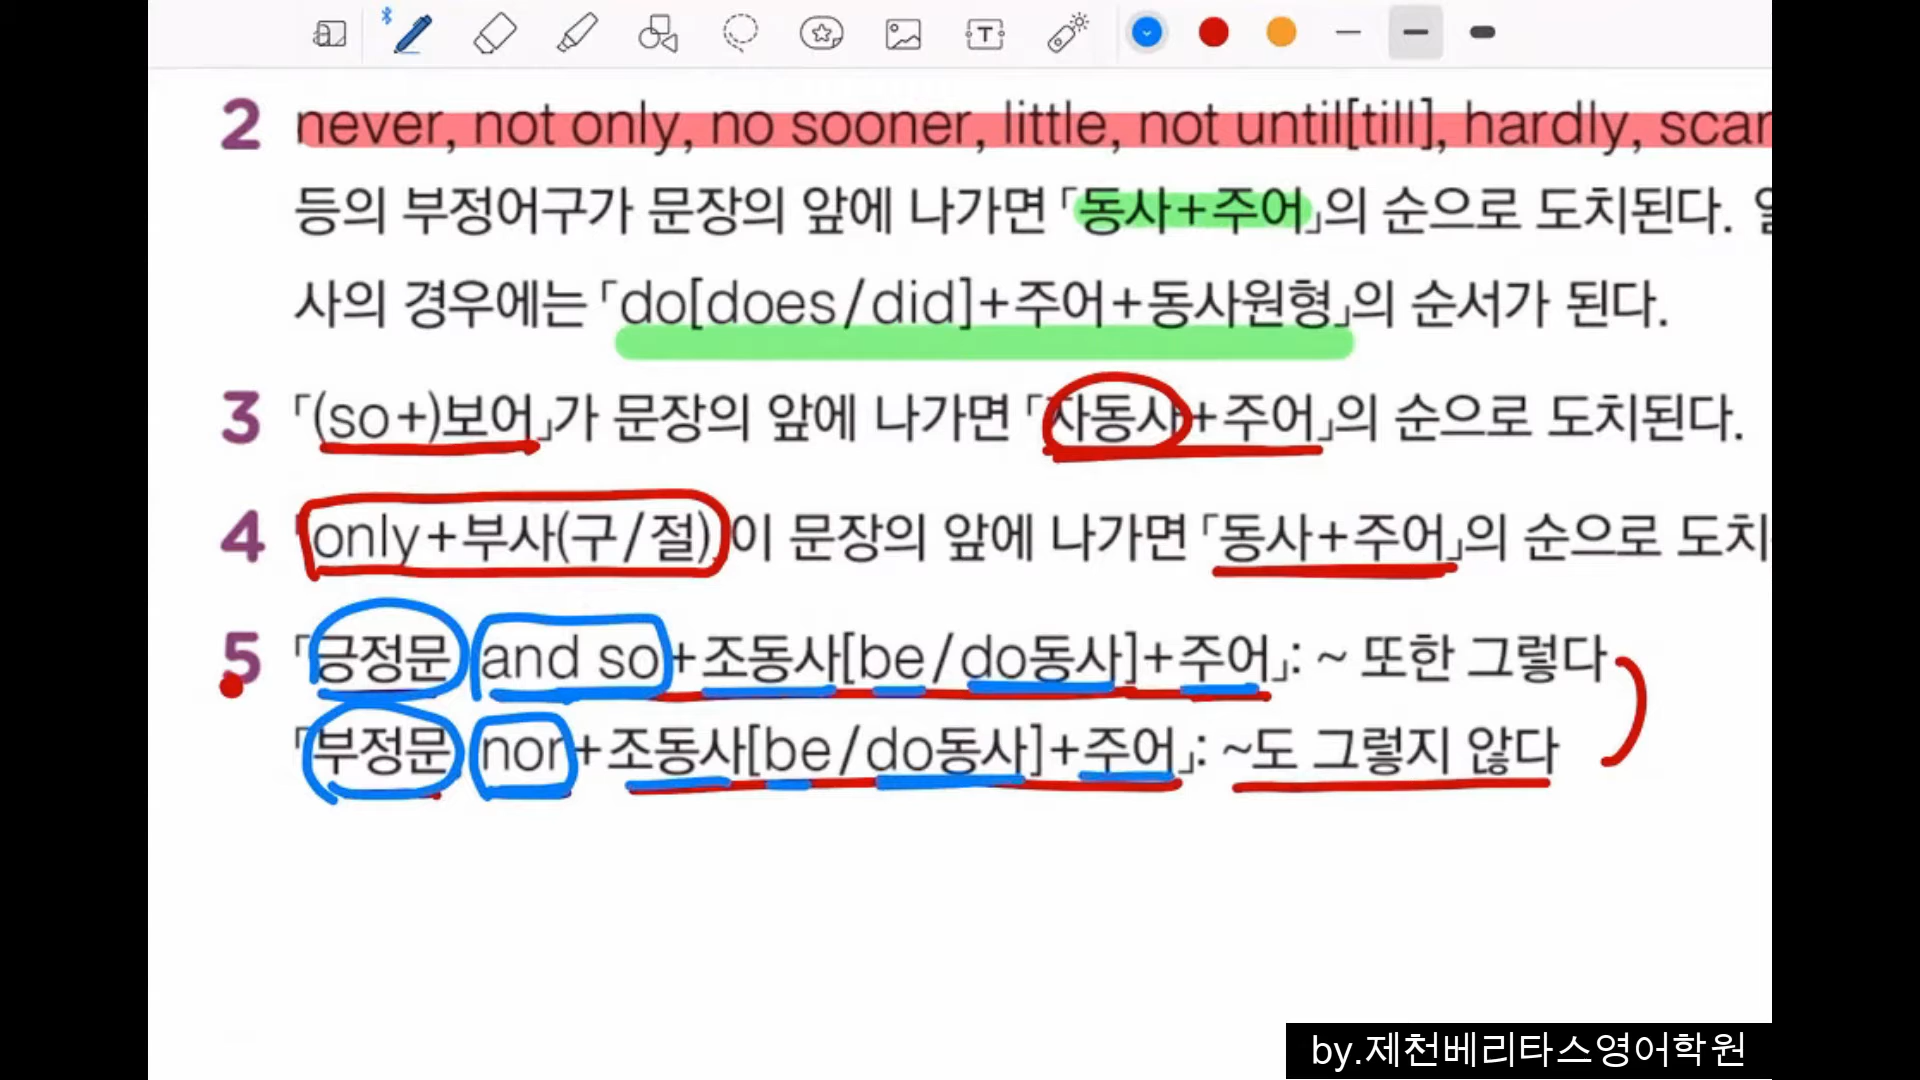 2 never, not only, no sooner, little, not until[till], hardly,
등의 부정어구가 문장의 앞에 나가면 「동사+주어」의 순으로 도치된다.
사의 경우에는 「do[does/did]+주어+동사원형」의 순서가 된다.
3 「(so+)보어」가 문장의 앞에 나가면 「자동사+주어」의 순으로 도치된다.
4 「only+부사(구/절)」이 문장의 앞에 나가면 「동사+주어」의 순으로 도치
5 「긍정문 and so+조동사[be/do동사]+주어」: ~ 또한 그렇다
「부정문 nor+조동사[be/do동사]+주어」: ~도 그렇지 않다
by.제천베리타스영어학원